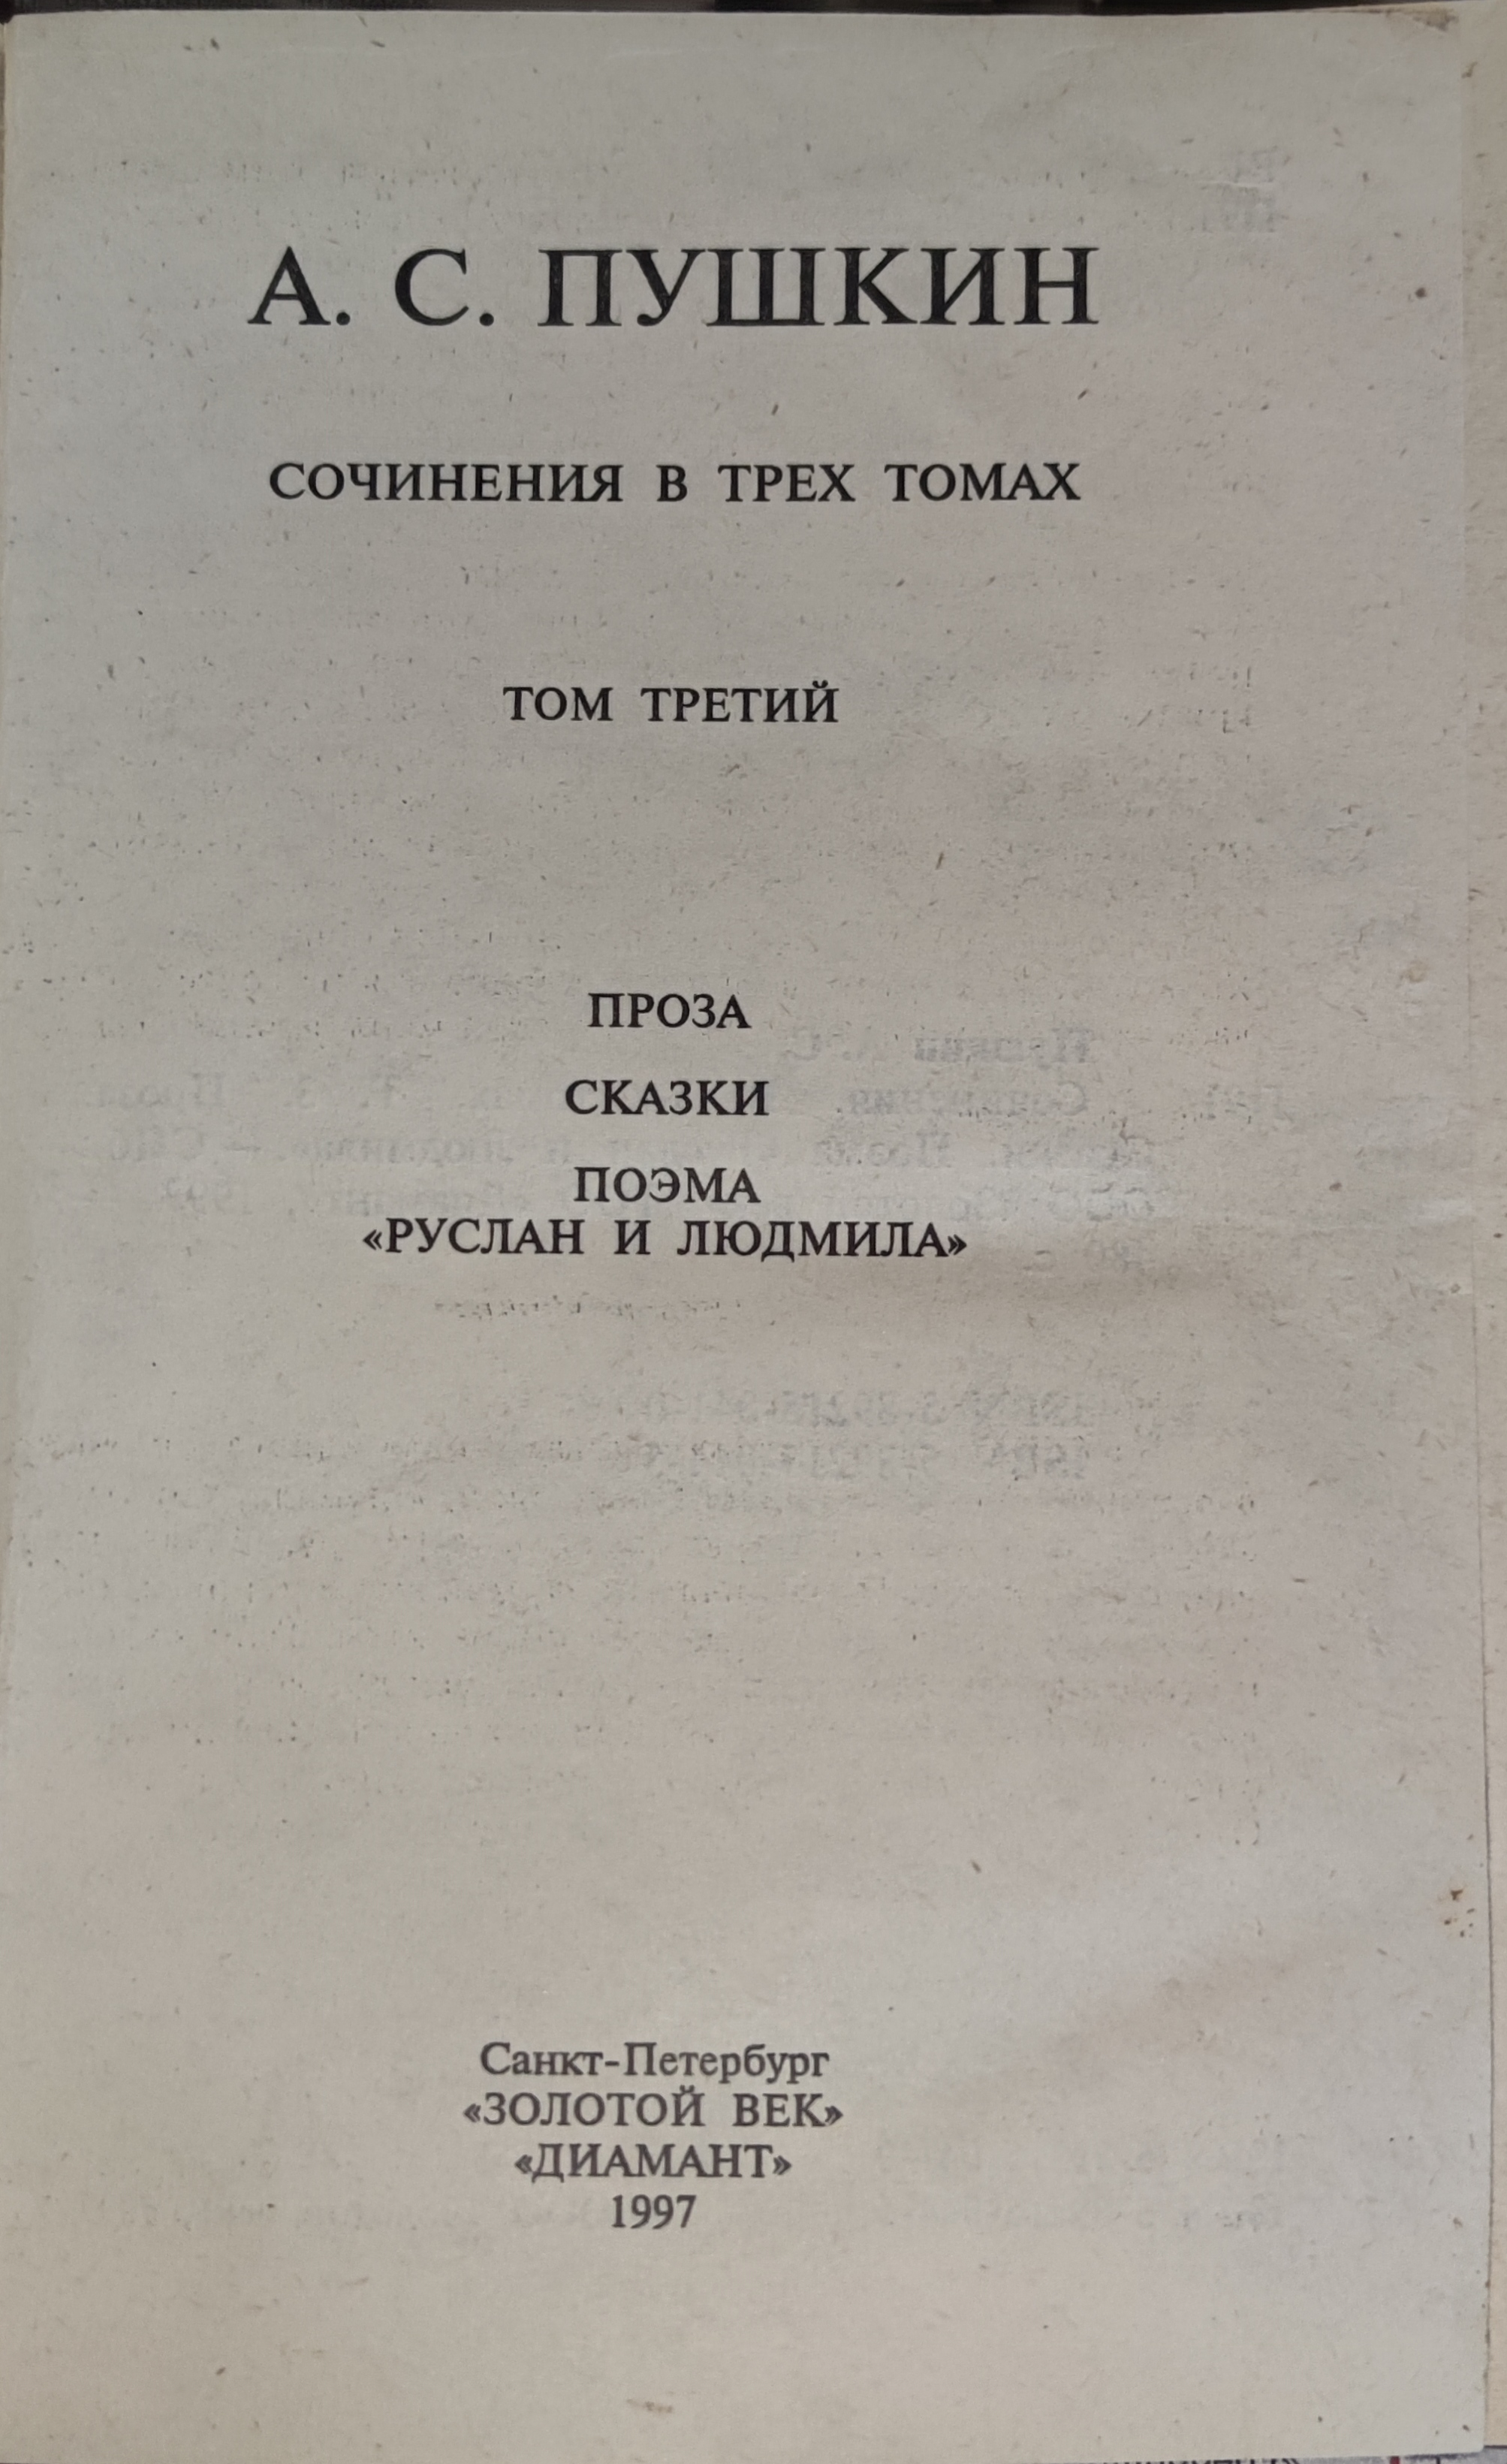 А. С. ПУШКИН
СОЧИНЕНИЯ В ТРЕХ ТОМАХ
ТОМ ТРЕТИЙ
ПРОЗА
СКАЗКИ
ПОЭМА
«РУСЛАН И ЛЮДМИЛА»
Санкт-Петербург
«ЗОЛОТОЙ ВЕК»
«ДИАМАНТ»
1997